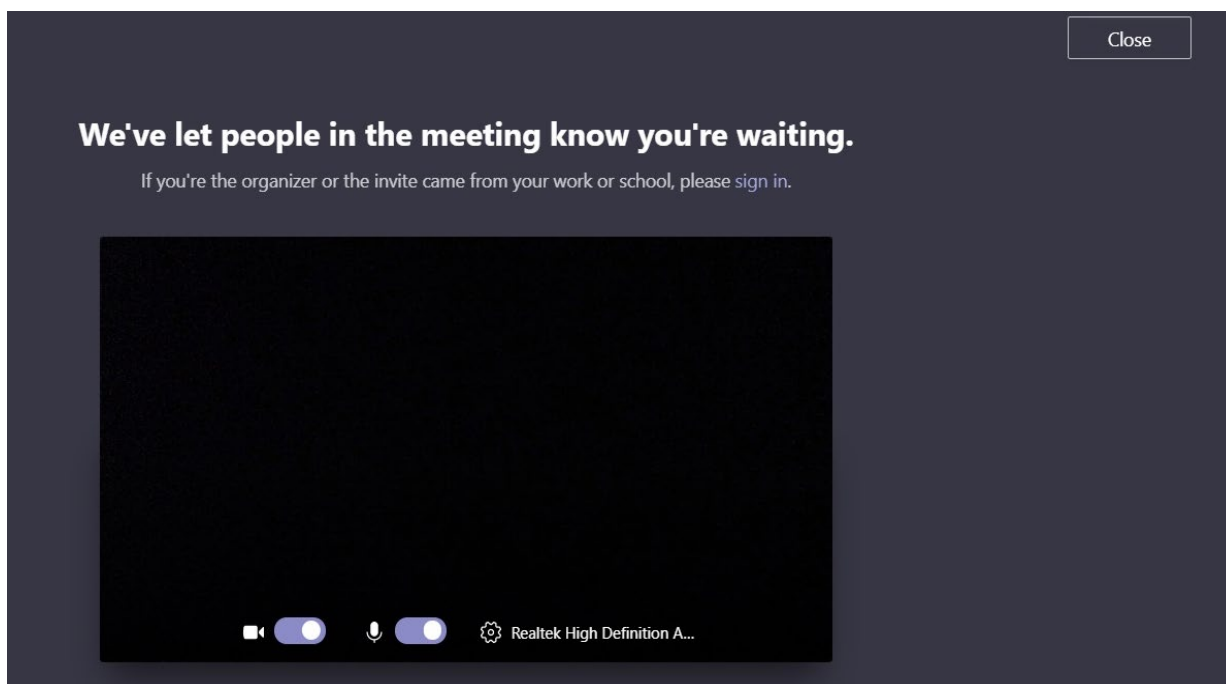 Close
We've let people in the meeting know you're waiting.
If you're the organizer or the invite came from your work or school, please sign in.
Realtek High Definition A...